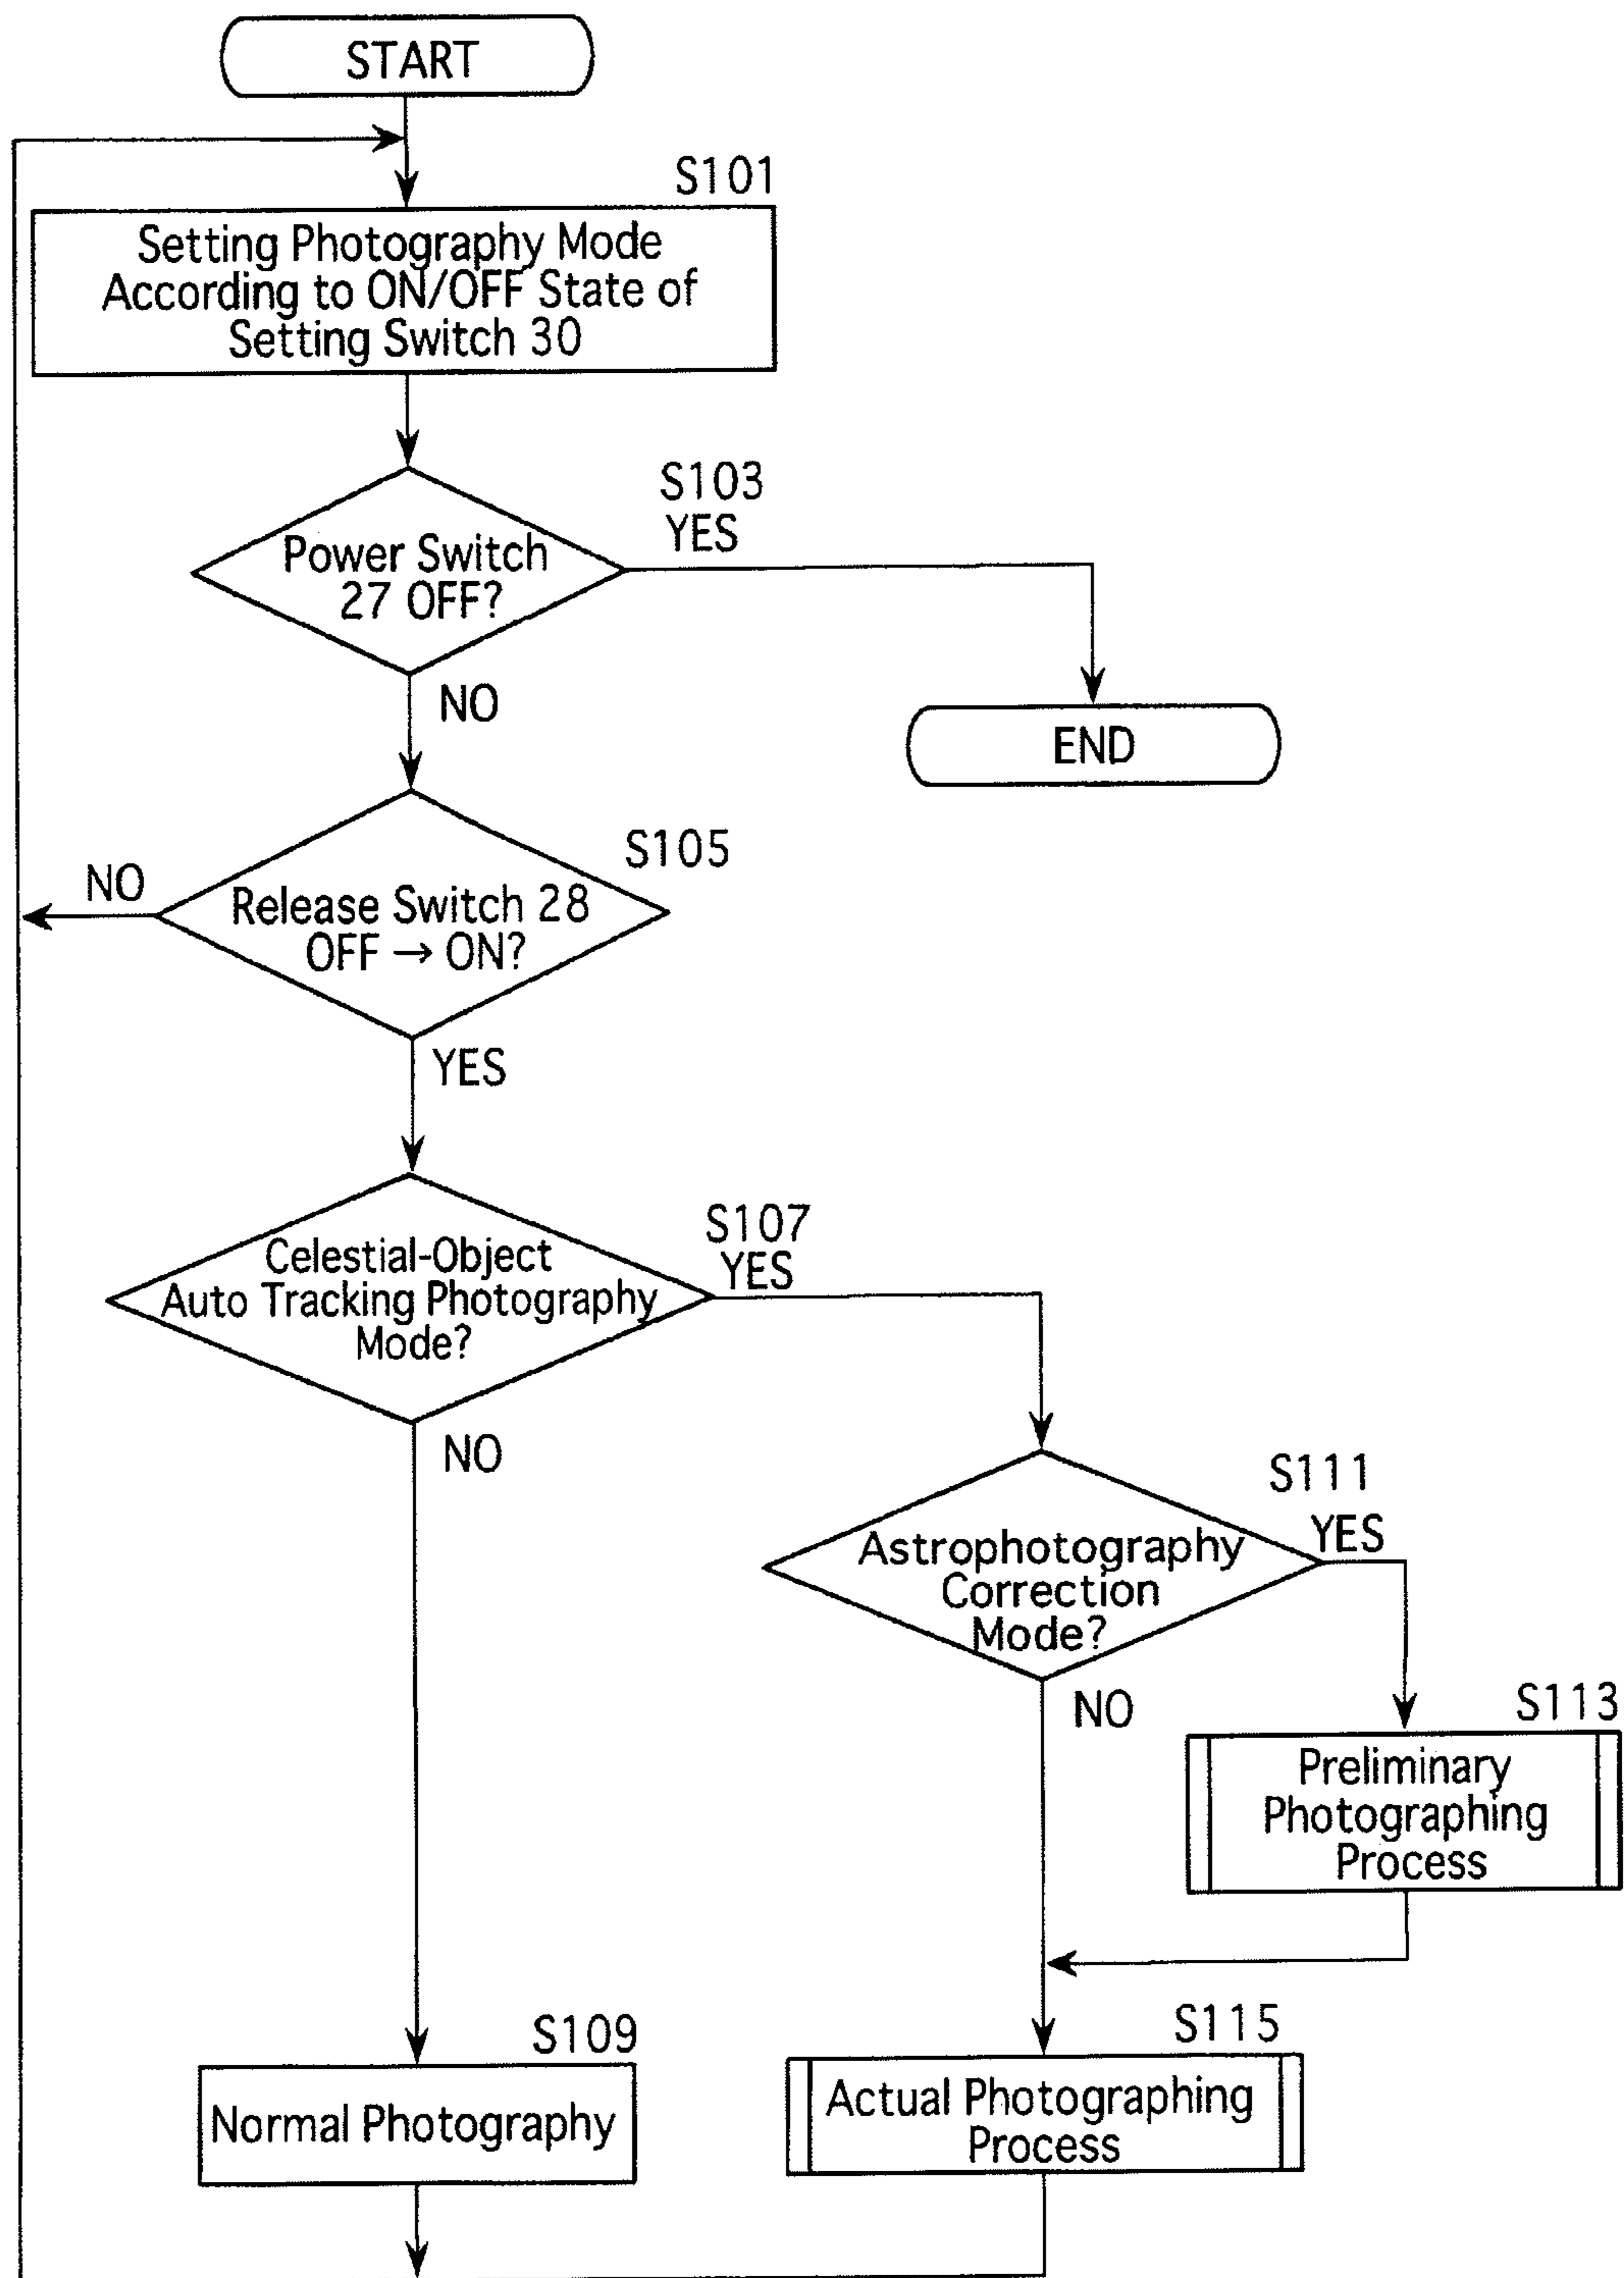 START
S101
Setting Photography Mode
According to ON/OFF State of
Setting Switch 30
S103
YES
Power Switch
27 OFF?
NO
END
S105
NO
Release Switch 28
OFF → ON?
YES
S107
YES
Celestial-Object
Auto Tracking Photography
Mode?
NO
S111
YES
Astrophotography
Correction
Mode?
NO
S113
Preliminary
Photographing
Process
S109
Normal Photography
S115
Actual Photographing
Process